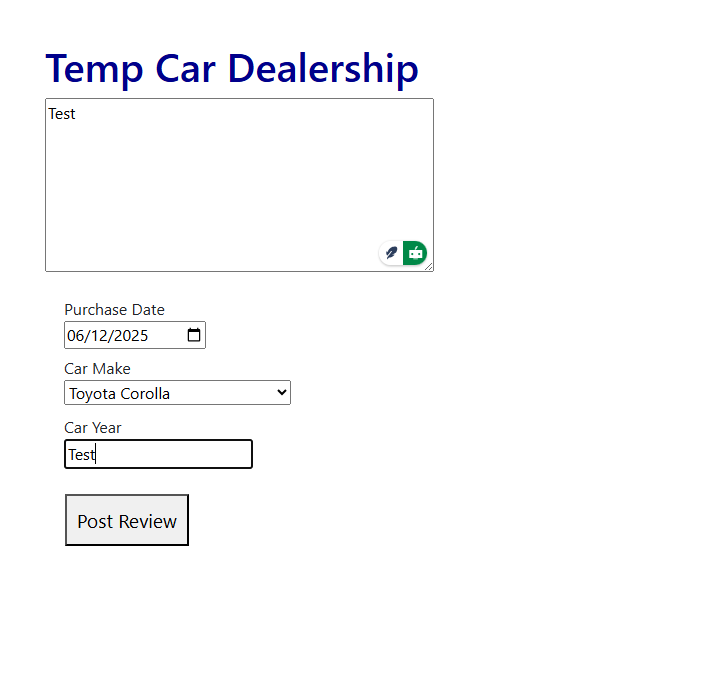 Temp Car Dealership
Test
Purchase Date
06/12/2025
Car Make
Toyota Corolla
Car Year
Test
Post Review